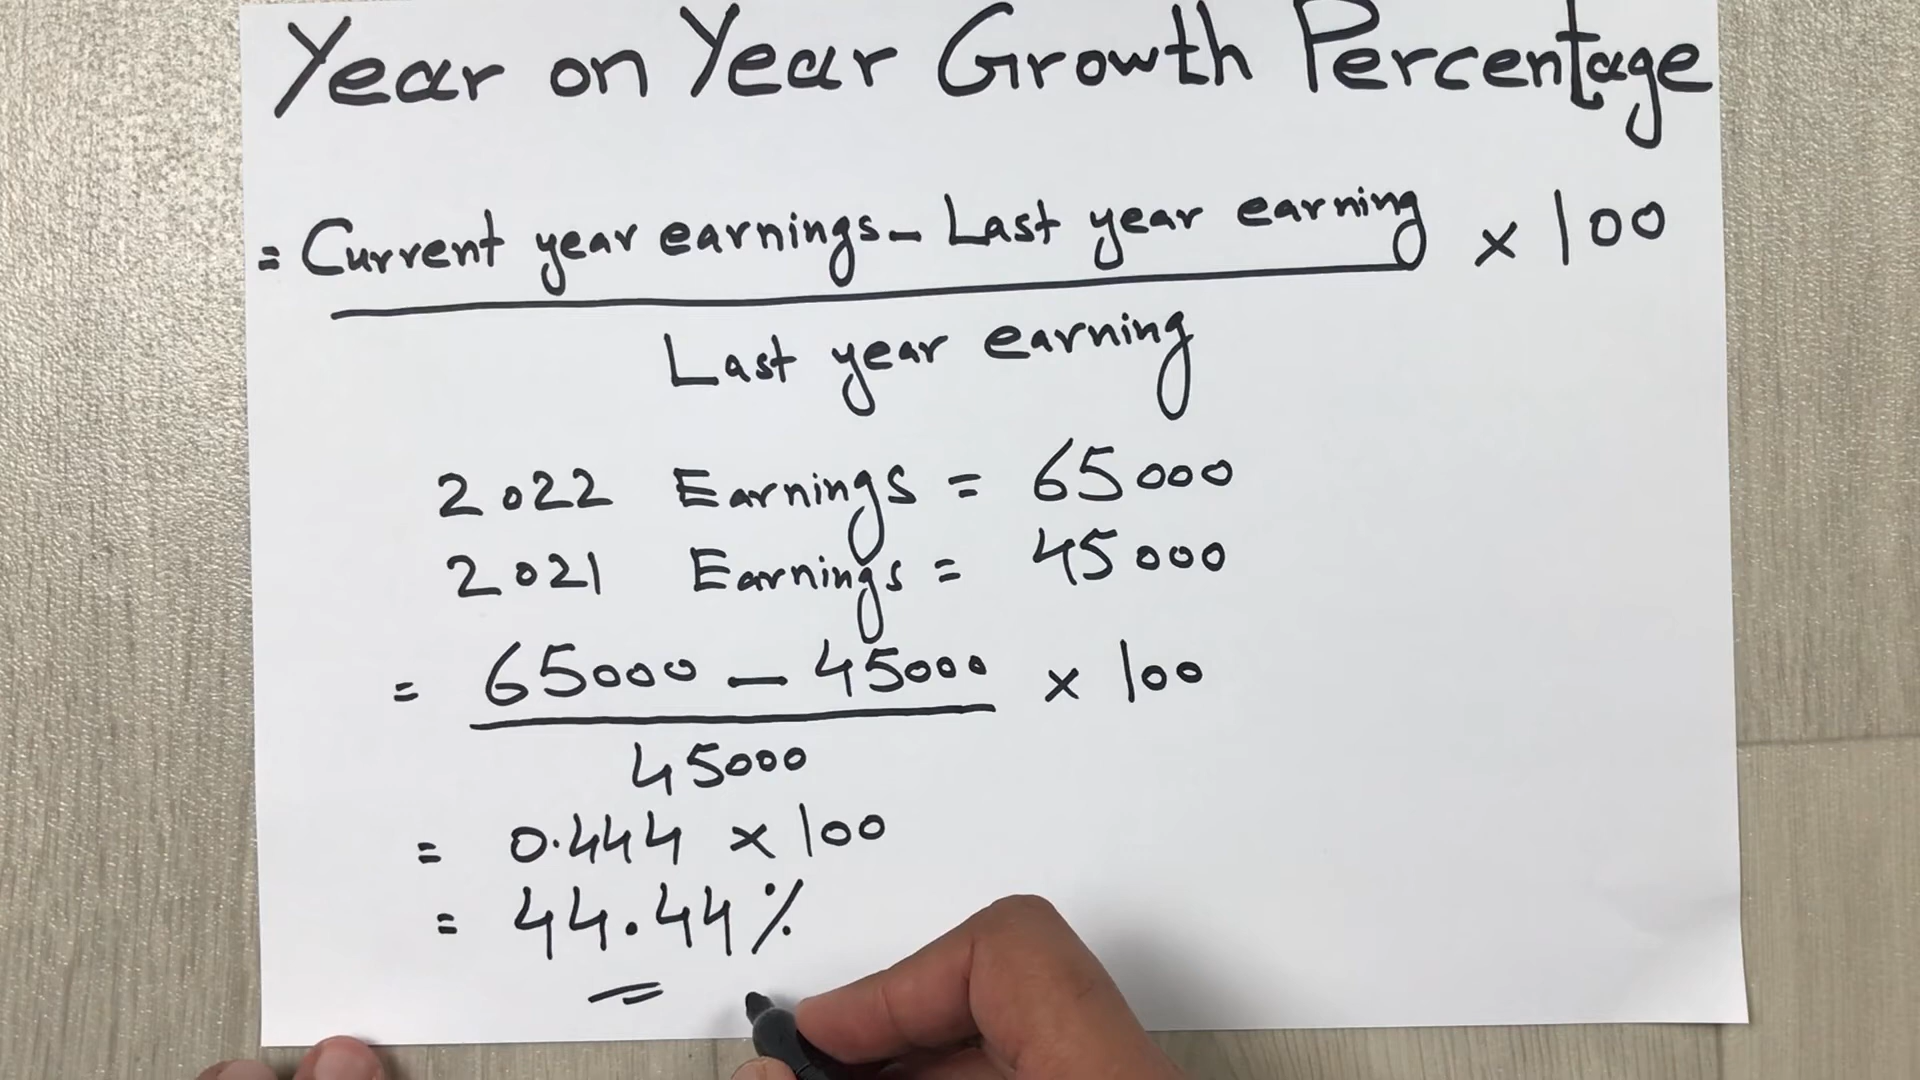 Year on Year Growth Percentage
= Current year earnings - Last year earning × 100
Last year earning
2022 Earnings = 65000
2021 Earnings = 45000
= 65000 - 45000 × 100
45000
= 0.444 × 100
= 44.44%